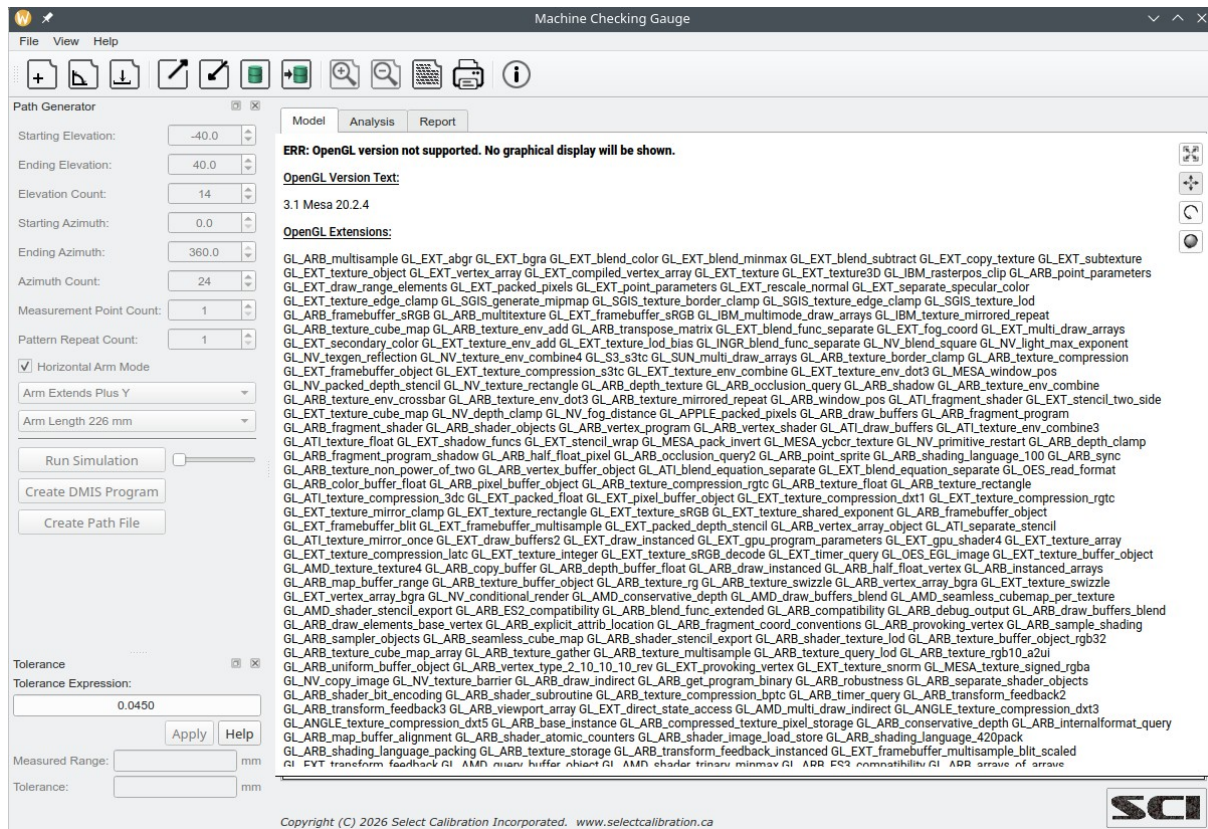 Machine Checking Gauge
File View Help
Path Generator
Starting Elevation: -40.0
Ending Elevation: 40.0
Elevation Count: 14
Starting Azimuth: 0.0
Ending Azimuth: 360.0
Azimuth Count: 24
Measurement Point Count: 1
Pattern Repeat Count: 1
Horizontal Arm Mode
Arm Extends Plus Y
Arm Length 226 mm
Run Simulation
Create DMIS Program
Create Path File
Tolerance
Tolerance Expression:
0.0450
Apply Help
Measured Range: mm
Tolerance: mm
Model Analysis Report
ERR: OpenGL version not supported. No graphical display will be shown.
OpenGL Version Text:
3.1 Mesa 20.2.4
OpenGL Extensions:
GL_ARB_multisample GL_EXT_abgr GL_EXT_bgra GL_EXT_blend_color GL_EXT_blend_minmax GL_EXT_blend_subtract GL_EXT_copy_texture GL_EXT_subtexture
GL_EXT_texture_object GL_EXT_vertex_array GL_EXT_compiled_vertex_array GL_EXT_texture GL_EXT_texture3D GL_IBM_rasterpos_clip GL_ARB_point_parameters
GL_EXT_draw_range_elements GL_EXT_packed_pixels GL_EXT_point_parameters GL_EXT_rescale_normal GL_EXT_separate_specular_color
GL_EXT_texture_edge_clamp GL_SGIS_generate_mipmap GL_SGIS_texture_border_clamp GL_SGIS_texture_edge_clamp GL_SGIS_texture_lod
GL_ARB_framebuffer_sRGB GL_ARB_multitexture GL_EXT_framebuffer_sRGB GL_IBM_multimode_draw_arrays GL_IBM_texture_mirrored_repeat
GL_ARB_texture_cube_map GL_ARB_texture_env_add GL_ARB_transpose_matrix GL_EXT_blend_func_separate GL_EXT_fog_coord GL_EXT_multi_draw_arrays
GL_EXT_secondary_color GL_EXT_texture_env_add GL_EXT_texture_lod_bias GL_INGR_blend_func_separate GL_NV_blend_square GL_NV_light_max_exponent
GL_NV_texgen_reflection GL_NV_texture_env_combine4 GL_S3_s3tc GL_SUN_multi_draw_arrays GL_ARB_texture_border_clamp GL_ARB_texture_compression
GL_EXT_framebuffer_object GL_EXT_texture_compression_s3tc GL_EXT_texture_env_combine GL_EXT_texture_env_dot3 GL_MESA_window_pos
GL_NV_packed_depth_stencil GL_NV_texture_rectangle GL_ARB_depth_texture GL_ARB_occlusion_query GL_ARB_shadow GL_ARB_texture_env_combine
GL_ARB_texture_env_crossbar GL_ARB_texture_env_dot3 GL_ARB_texture_mirrored_repeat GL_ARB_window_pos GL_ATI_fragment_shader GL_EXT_stencil_two_side
GL_EXT_texture_cube_map GL_NV_depth_clamp GL_NV_fog_distance GL_APPLE_packed_pixels GL_ARB_draw_buffers GL_ARB_fragment_program
GL_ARB_fragment_shader GL_ARB_shader_objects GL_ARB_vertex_program GL_ARB_vertex_shader GL_ATI_draw_buffers GL_ATI_texture_env_combine3
GL_ATI_texture_float GL_EXT_shadow_funcs GL_EXT_stencil_wrap GL_MESA_pack_invert GL_MESA_ycbcr_texture GL_NV_primitive_restart GL_ARB_depth_clamp
GL_ARB_fragment_program_shadow GL_ARB_half_float_pixel GL_ARB_occlusion_query2 GL_ARB_point_sprite GL_ARB_shading_language_100 GL_ARB_sync
GL_ARB_texture_non_power_of_two GL_ARB_vertex_buffer_object GL_ATI_blend_equation_separate GL_EXT_blend_equation_separate GL_OES_read_format
GL_ARB_color_buffer_float GL_ARB_pixel_buffer_object GL_ARB_texture_compression_rgtc GL_ARB_texture_float GL_ARB_texture_rectangle
GL_ATI_texture_compression_3dc GL_EXT_packed_float GL_EXT_pixel_buffer_object GL_EXT_texture_compression_dxt1 GL_EXT_texture_compression_rgtc
GL_EXT_texture_mirror_clamp GL_EXT_texture_rectangle GL_EXT_texture_sRGB GL_EXT_texture_shared_exponent GL_ARB_framebuffer_object
GL_EXT_framebuffer_blit GL_EXT_framebuffer_multisample GL_EXT_packed_depth_stencil GL_ARB_vertex_array_object GL_ATI_separate_stencil
GL_ATI_texture_mirror_once GL_EXT_draw_buffers2 GL_EXT_draw_instanced GL_EXT_gpu_program_parameters GL_EXT_gpu_shader4 GL_EXT_texture_array
GL_EXT_texture_compression_latc GL_EXT_texture_integer GL_EXT_texture_sRGB_decode GL_EXT_timer_query GL_OES_EGL_image GL_EXT_texture_buffer_object
GL_AMD_texture_texture4 GL_ARB_copy_buffer GL_ARB_depth_buffer_float GL_ARB_draw_instanced GL_ARB_half_float_vertex GL_ARB_instanced_arrays
GL_ARB_map_buffer_range GL_ARB_texture_buffer_object GL_ARB_texture_rg GL_ARB_texture_swizzle GL_ARB_vertex_array_bgra GL_EXT_texture_swizzle
GL_EXT_vertex_array_bgra GL_NV_conditional_render GL_AMD_conservative_depth GL_AMD_draw_buffers_blend GL_AMD_seamless_cubemap_per_texture
GL_AMD_shader_stencil_export GL_ARB_ES2_compatibility GL_ARB_blend_func_extended GL_ARB_compatibility GL_ARB_debug_output GL_ARB_draw_buffers_blend
GL_ARB_draw_elements_base_vertex GL_ARB_explicit_attrib_location GL_ARB_fragment_coord_conventions GL_ARB_provoking_vertex GL_ARB_sample_shading
GL_ARB_sampler_objects GL_ARB_seamless_cube_map GL_ARB_shader_stencil_export GL_ARB_shader_texture_lod GL_ARB_texture_buffer_object_rgb32
GL_ARB_texture_cube_map_array GL_ARB_texture_gather GL_ARB_texture_multisample GL_ARB_texture_query_lod GL_ARB_texture_rgb10_a2ui
GL_ARB_uniform_buffer_object GL_ARB_vertex_type_2_10_10_10_rev GL_EXT_provoking_vertex GL_EXT_texture_snorm GL_MESA_texture_signed_rgba
GL_NV_copy_image GL_NV_texture_barrier GL_ARB_draw_indirect GL_ARB_get_program_binary GL_ARB_robustness GL_ARB_separate_shader_objects
GL_ARB_shader_bit_encoding GL_ARB_shader_subroutine GL_ARB_texture_compression_bptc GL_ARB_timer_query GL_ARB_transform_feedback2
GL_ARB_transform_feedback3 GL_ARB_viewport_array GL_EXT_direct_state_access GL_AMD_multi_draw_indirect GL_ANGLE_texture_compression_dxt3
GL_ANGLE_texture_compression_dxt5 GL_ARB_base_instance GL_ARB_compressed_texture_pixel_storage GL_ARB_conservative_depth GL_ARB_internalformat_query
GL_ARB_map_buffer_alignment GL_ARB_shader_atomic_counters GL_ARB_shader_image_load_store GL_ARB_shading_language_420pack
GL_ARB_shading_language_packing GL_ARB_texture_storage GL_ARB_transform_feedback_instanced GL_EXT_framebuffer_multisample_blit_scaled
GL_EXT_transform_feedback GL_AMD_query_buffer_object GL_AMD_shader_trinary_minmax GL_ARB_ES3_compatibility GL_ARB_arrays_of_arrays
Copyright (C) 2026 Select Calibration Incorporated. www.selectcalibration.ca
SCI